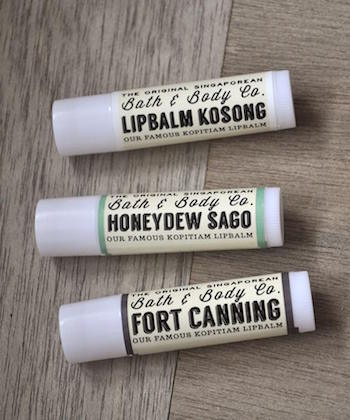 THE ORIGINAL SINGAPOREAN
Bath & Body Co.
LIPBALM KOSONG
OUR FAMOUS KOPITIAM LIPBALM
THE ORIGINAL SINGAPOREAN
Bath & Body Co.
HONEYDEW SAGO
OUR FAMOUS KOPITIAM LIPBALM
THE ORIGINAL SINGAPOREAN
Bath & Body Co.
FORT CANNING
OUR FAMOUS KOPITIAM LIPBALM